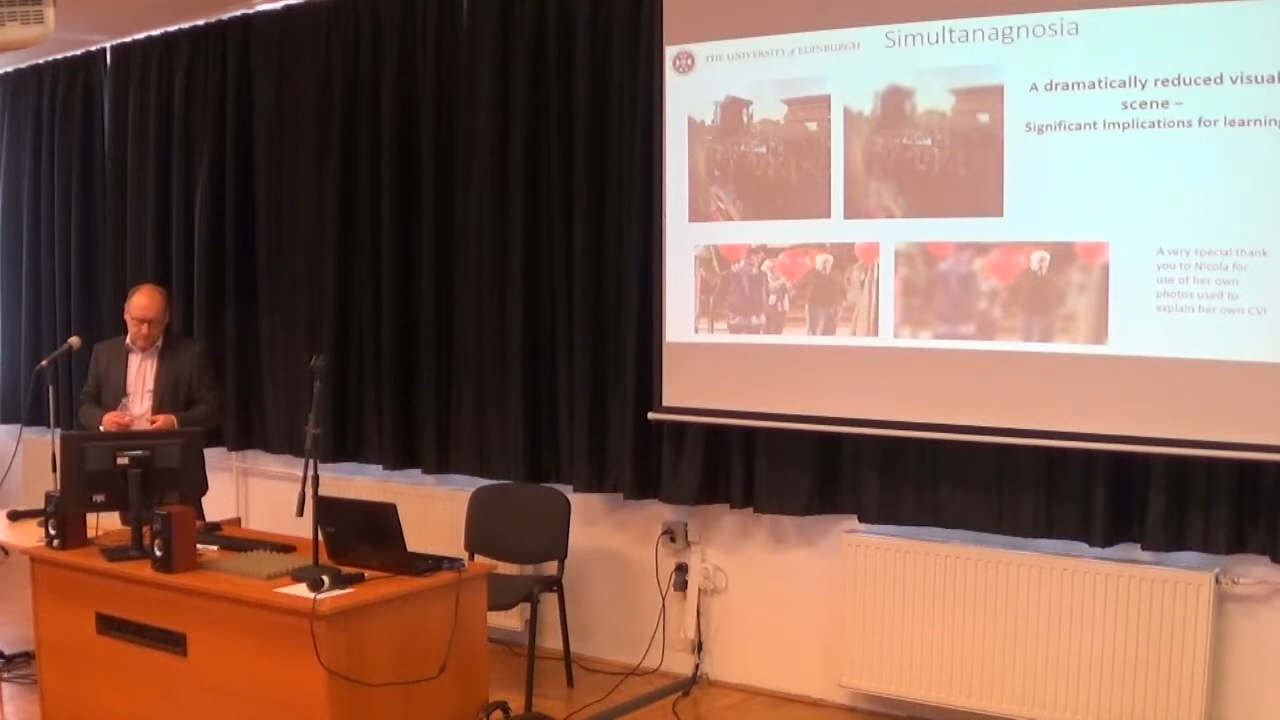 Simultanagnosia
THE UNIVERSITY of EDINBURGH
A dramatically reduced visual
scene –
Significant Implications for learning
A very special thank
you to Nicola for
use of her own
photos used to
explain her own CVI